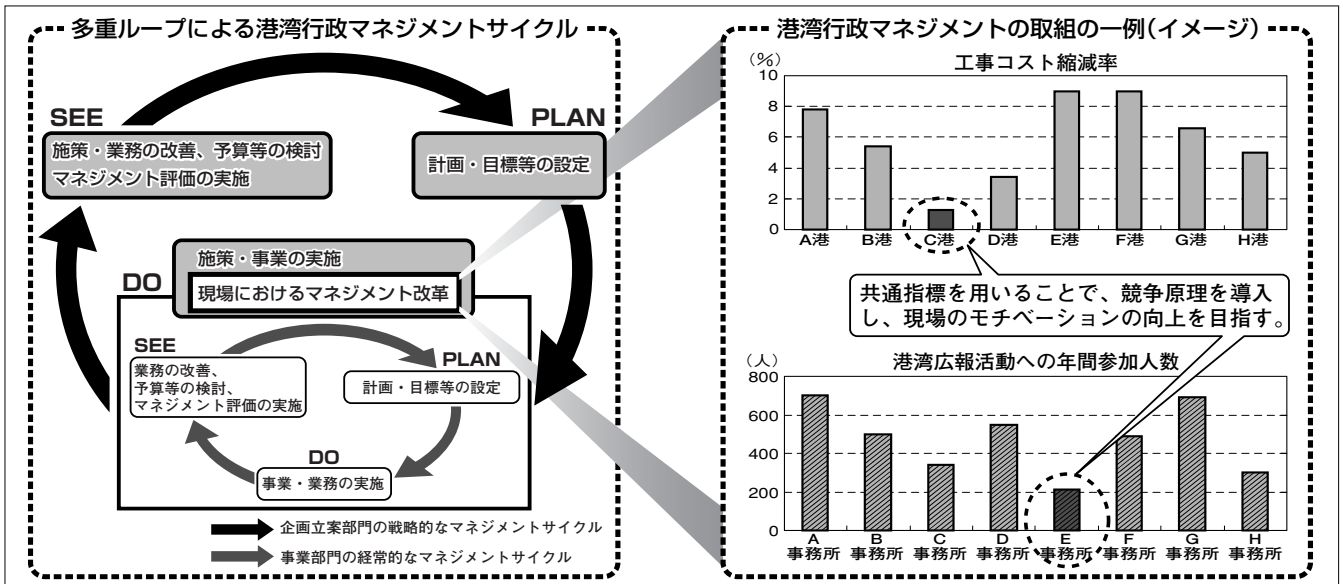 多重ループによる港湾行政マネジメントサイクル
SEE
施策・業務の改善、予算等の検討
マネジメント評価の実施
PLAN
計画・目標等の設定
施策・事業の実施
DO
現場におけるマネジメント改革
SEE
業務の改善、
予算等の検討、
マネジメント評価の実施
PLAN
計画・目標等の設定
DO
事業・業務の実施
企画立案部門の戦略的なマネジメントサイクル
事業部門の経常的なマネジメントサイクル
港湾行政マネジメントの取組の一例(イメージ)
(%)
工事コスト縮減率
10
8
6
4
2
0
A港 B港 C港 D港 E港 F港 G港 H港
共通指標を用いることで、競争原理を導入
し、現場のモチベーションの向上を目指す。
(人)
港湾広報活動への年間参加人数
800
600
400
200
0
A B C D E F G H
事務所 事務所 事務所 事務所 事務所 事務所 事務所 事務所